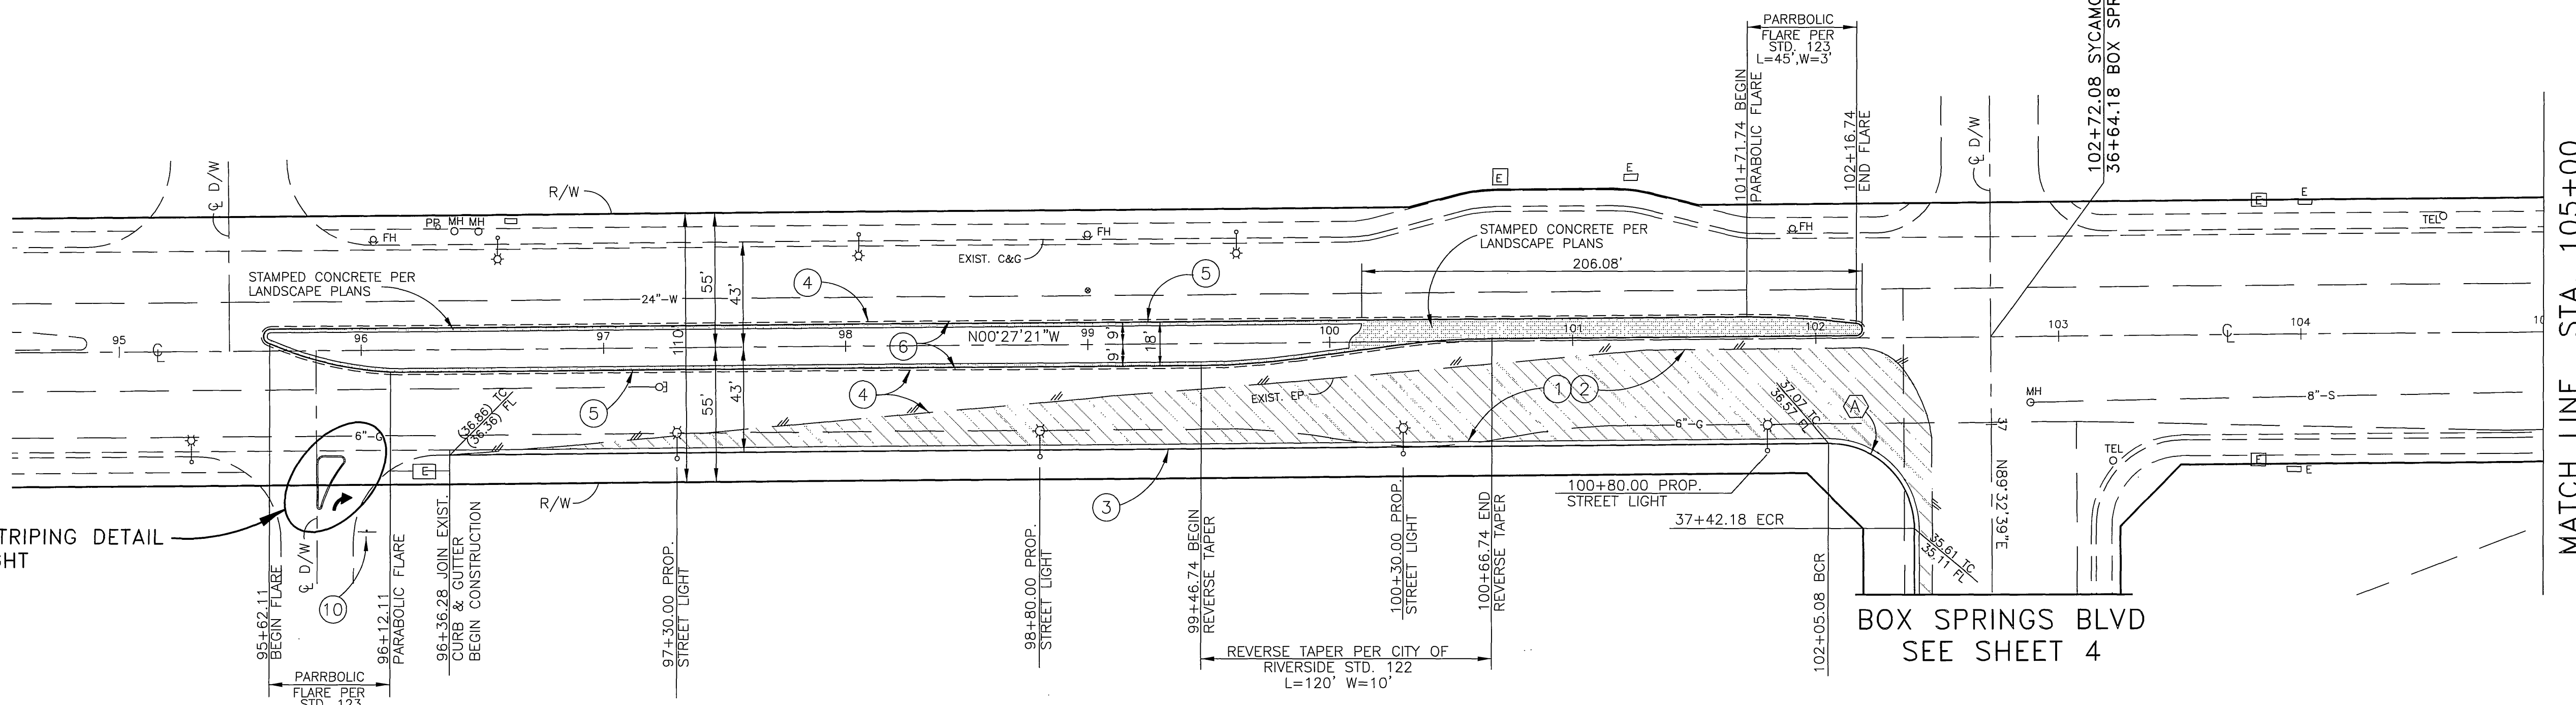 PARRBOLIC
FLARE PER
STD. 123
L=45',W=3'
101+71.74 BEGIN
PARABOLIC FLARE
102+16.74
END FLARE
102+72.08 SYCAMO
36+64.18 BOX SPR
℄ D/W
℄ D/W
R/W
PB MH MH
FH
FH
FH
E
E
E
E
TEL
EXIST. C&G
STAMPED CONCRETE PER
LANDSCAPE PLANS
206.08'
STAMPED CONCRETE PER
LANDSCAPE PLANS
4
5
24"-W
55'
43'
110
6
N00°27'21"W
9' 9'
18'
95
℄
96
97
98
99
100
101
102
103
℄
104
10
55'
43'
4
5
EXIST. EP
1 2
37.07 TC
36.57 FL
A
MH
8"-S
37
N89°32'39"E
TEL
E
E
(36.86) TC
(36.36) FL
6"-G
6"-G
E
R/W
3
100+80.00 PROP.
STREET LIGHT
37+42.18 ECR
35.61 TC
35.11 FL
TRIPING DETAIL
HT
℄ D/W
10
95+62.11
BEGIN FLARE
96+12.11
PARABOLIC FLARE
96+36.28 JOIN EXIST.
CURB & GUTTER
BEGIN CONSTRUCTION
97+30.00 PROP.
STREET LIGHT
98+80.00 PROP.
STREET LIGHT
99+46.74 BEGIN
REVERSE TAPER
100+30.00 PROP.
STREET LIGHT
100+66.74 END
REVERSE TAPER
102+05.08 BCR
PARRBOLIC
FLARE PER
STD. 123
REVERSE TAPER PER CITY OF
RIVERSIDE STD. 122
L=120' W=10'
BOX SPRINGS BLVD
SEE SHEET 4
MATCH LINE STA 105+00